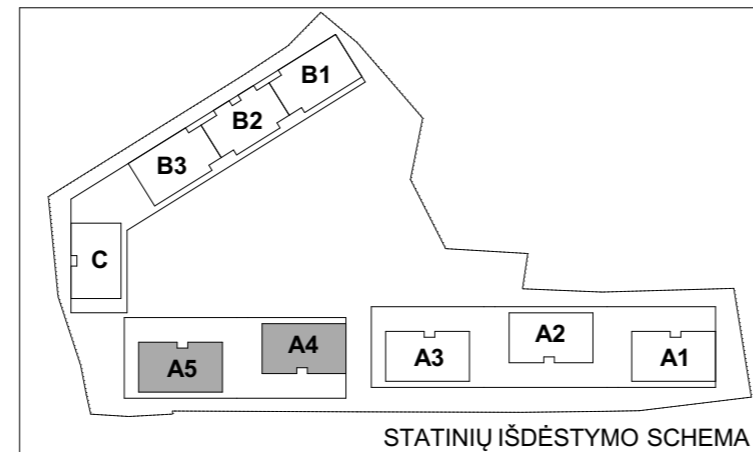 B1
B2
B3
C
A4
A5
A2
A3
A1
STATINIŲ IŠDĖSTYMO SCHEMA